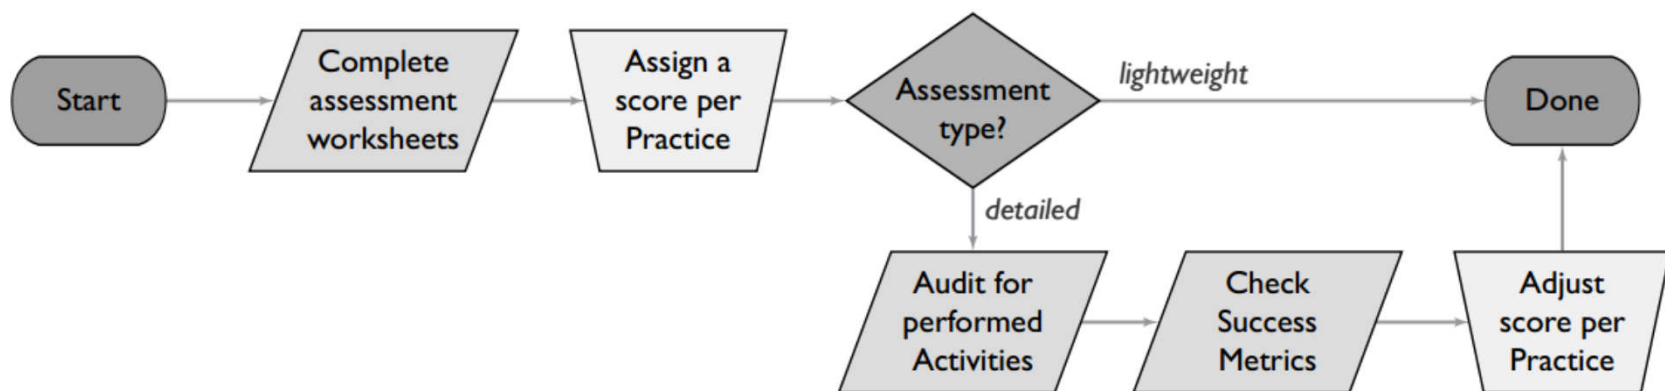 Start
Complete
assessment
worksheets
Assign a
score per
Practice
Assessment
type?
lightweight
Done
detailed
Audit for
performed
Activities
Check
Success
Metrics
Adjust
score per
Practice